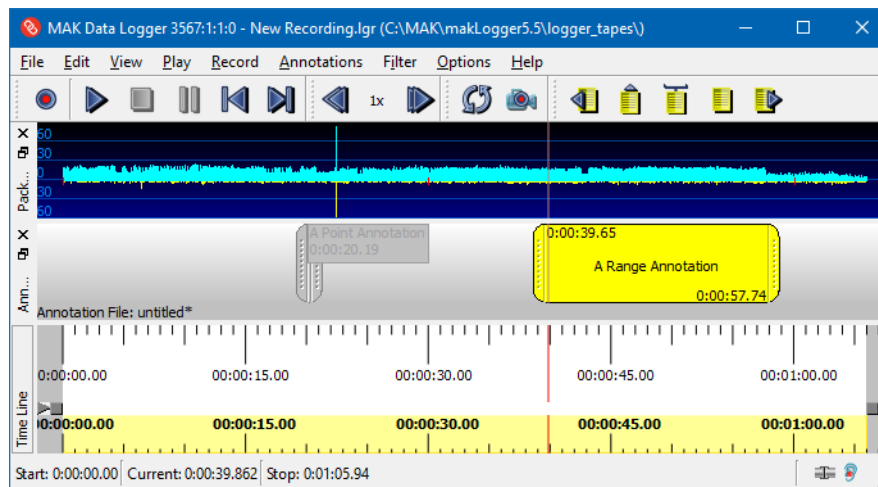 MAK Data Logger 3567:1:1:0 - New Recording.lgr (C:\MAK\makLogger5.5\logger_tapes\)
File Edit View Play Record Annotations Filter Options Help
1x
60
30
0
30
60
Pack...
A Point Annotation
0:00:20.19
0:00:39.65
A Range Annotation
0:00:57.74
Ann...
Annotation File: untitled*
0:00:00.00 00:00:15.00 00:00:30.00 00:00:45.00 00:01:00.00
Time Line
0:00:00.00 00:00:15.00 00:00:30.00 00:00:45.00 00:01:00.00
Start: 0:00:00.00 Current: 0:00:39.862 Stop: 0:01:05.94